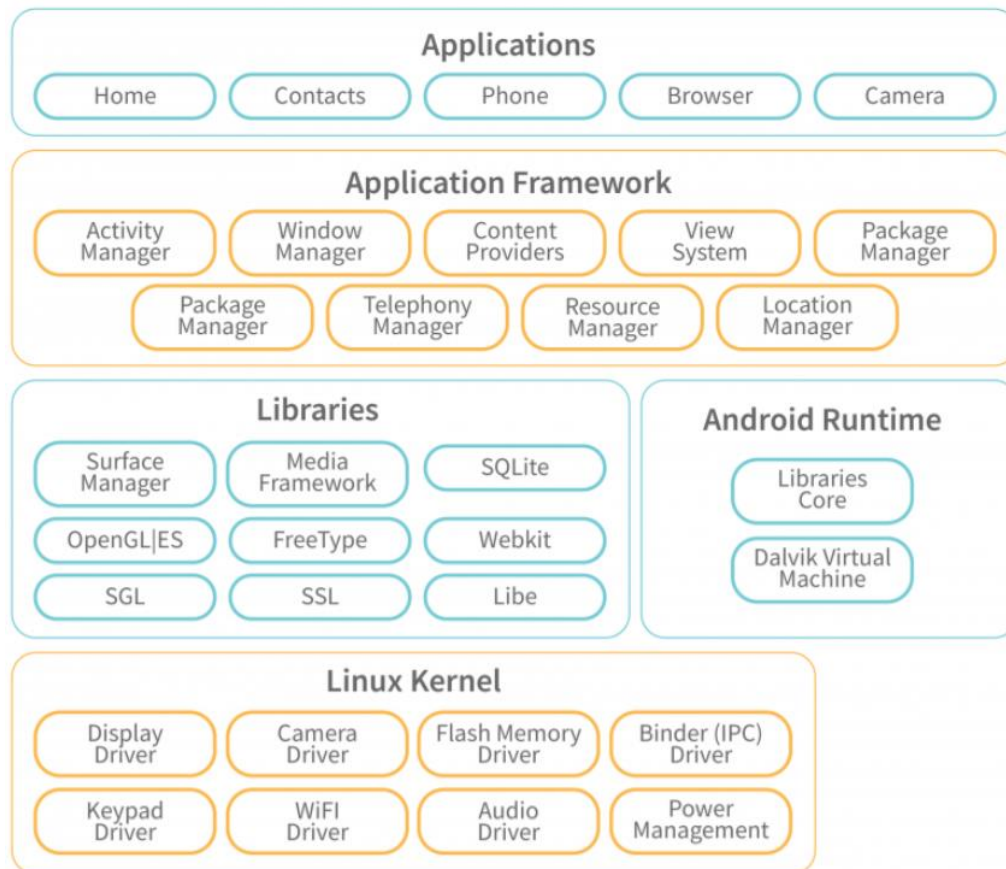 Applications
Home
Contacts
Phone
Browser
Camera
Application Framework
Activity
Manager
Window
Manager
Content
Providers
View
System
Package
Manager
Package
Manager
Telephony
Manager
Resource
Manager
Location
Manager
Libraries
Surface
Manager
Media
Framework
SQLite
OpenGL|ES
FreeType
Webkit
SGL
SSL
Libe
Android Runtime
Libraries
Core
Dalvik Virtual
Machine
Linux Kernel
Display
Driver
Camera
Driver
Flash Memory
Driver
Binder (IPC)
Driver
Keypad
Driver
WiFI
Driver
Audio
Driver
Power
Management